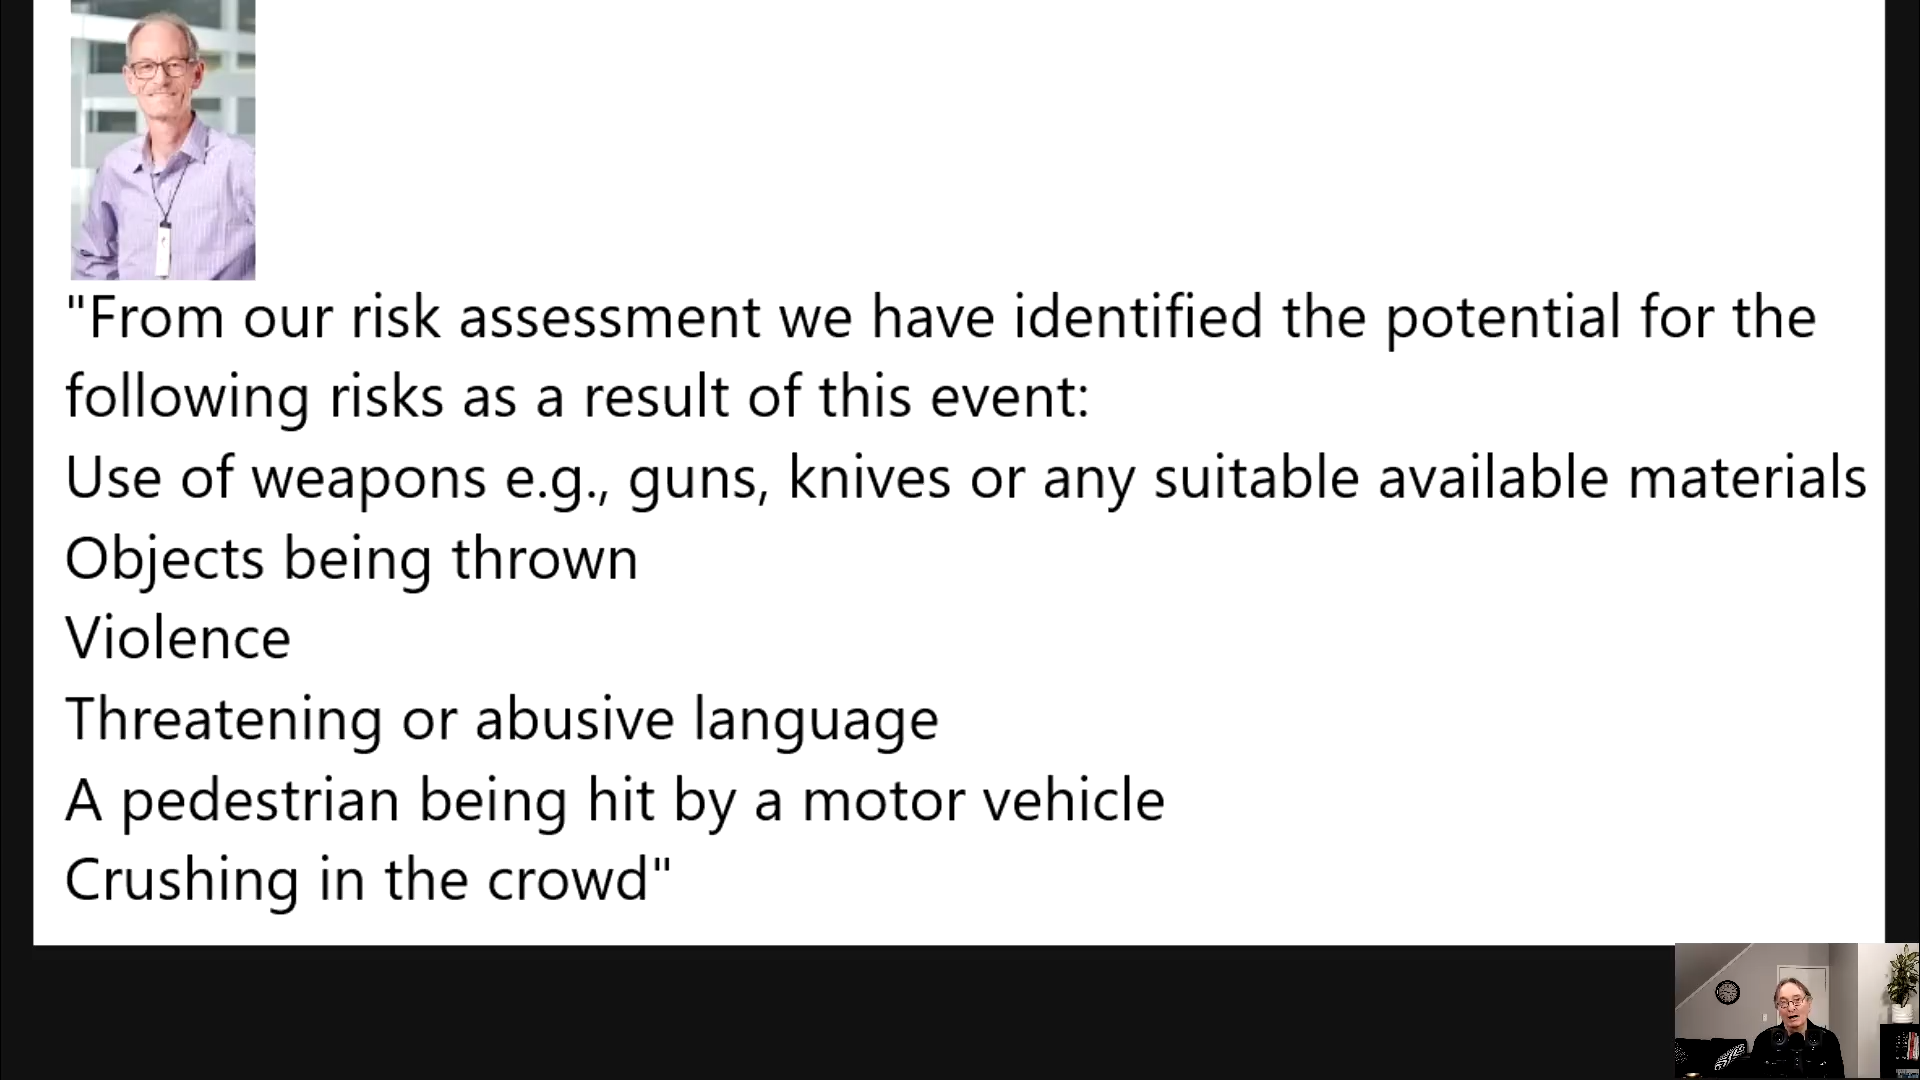 "From our risk assessment we have identified the potential for the
following risks as a result of this event:
Use of weapons e.g., guns, knives or any suitable available materials
Objects being thrown
Violence
Threatening or abusive language
A pedestrian being hit by a motor vehicle
Crushing in the crowd"